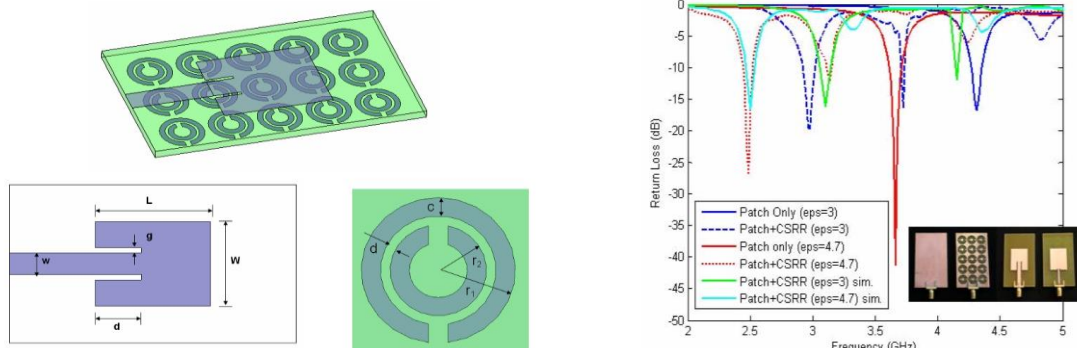 L
g
w
W
d
c
d
r2
r1
Return Loss (dB)
0
-5
-10
-15
-20
-25
-30
-35
-40
-45
-50
Patch Only (eps=3)
Patch+CSRR (eps=3)
Patch only (eps=4.7)
Patch+CSRR (eps=4.7)
Patch+CSRR (eps=3) sim.
Patch+CSRR (eps=4.7) sim.
2
2.5
3
3.5
4
4.5
5
Frequency (GHz)